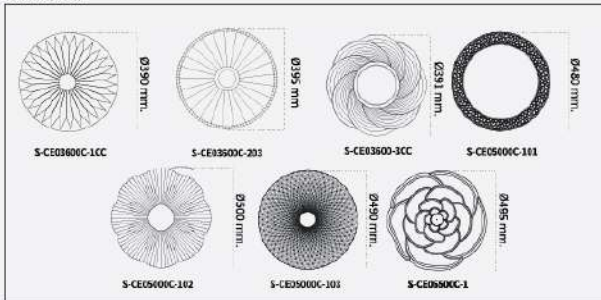 Ø390 mm.
Ø395 mm
Ø391 mm.
Ø480 mm.
S-CE03600C-1CC
S-CE03600C-203
S-CE03600-3CC
S-CE05000C-101
Ø500 mm.
Ø490 mm.
Ø495 mm.
S-CE05000C-102
S-CE05000C-103
S-CE05500C-1